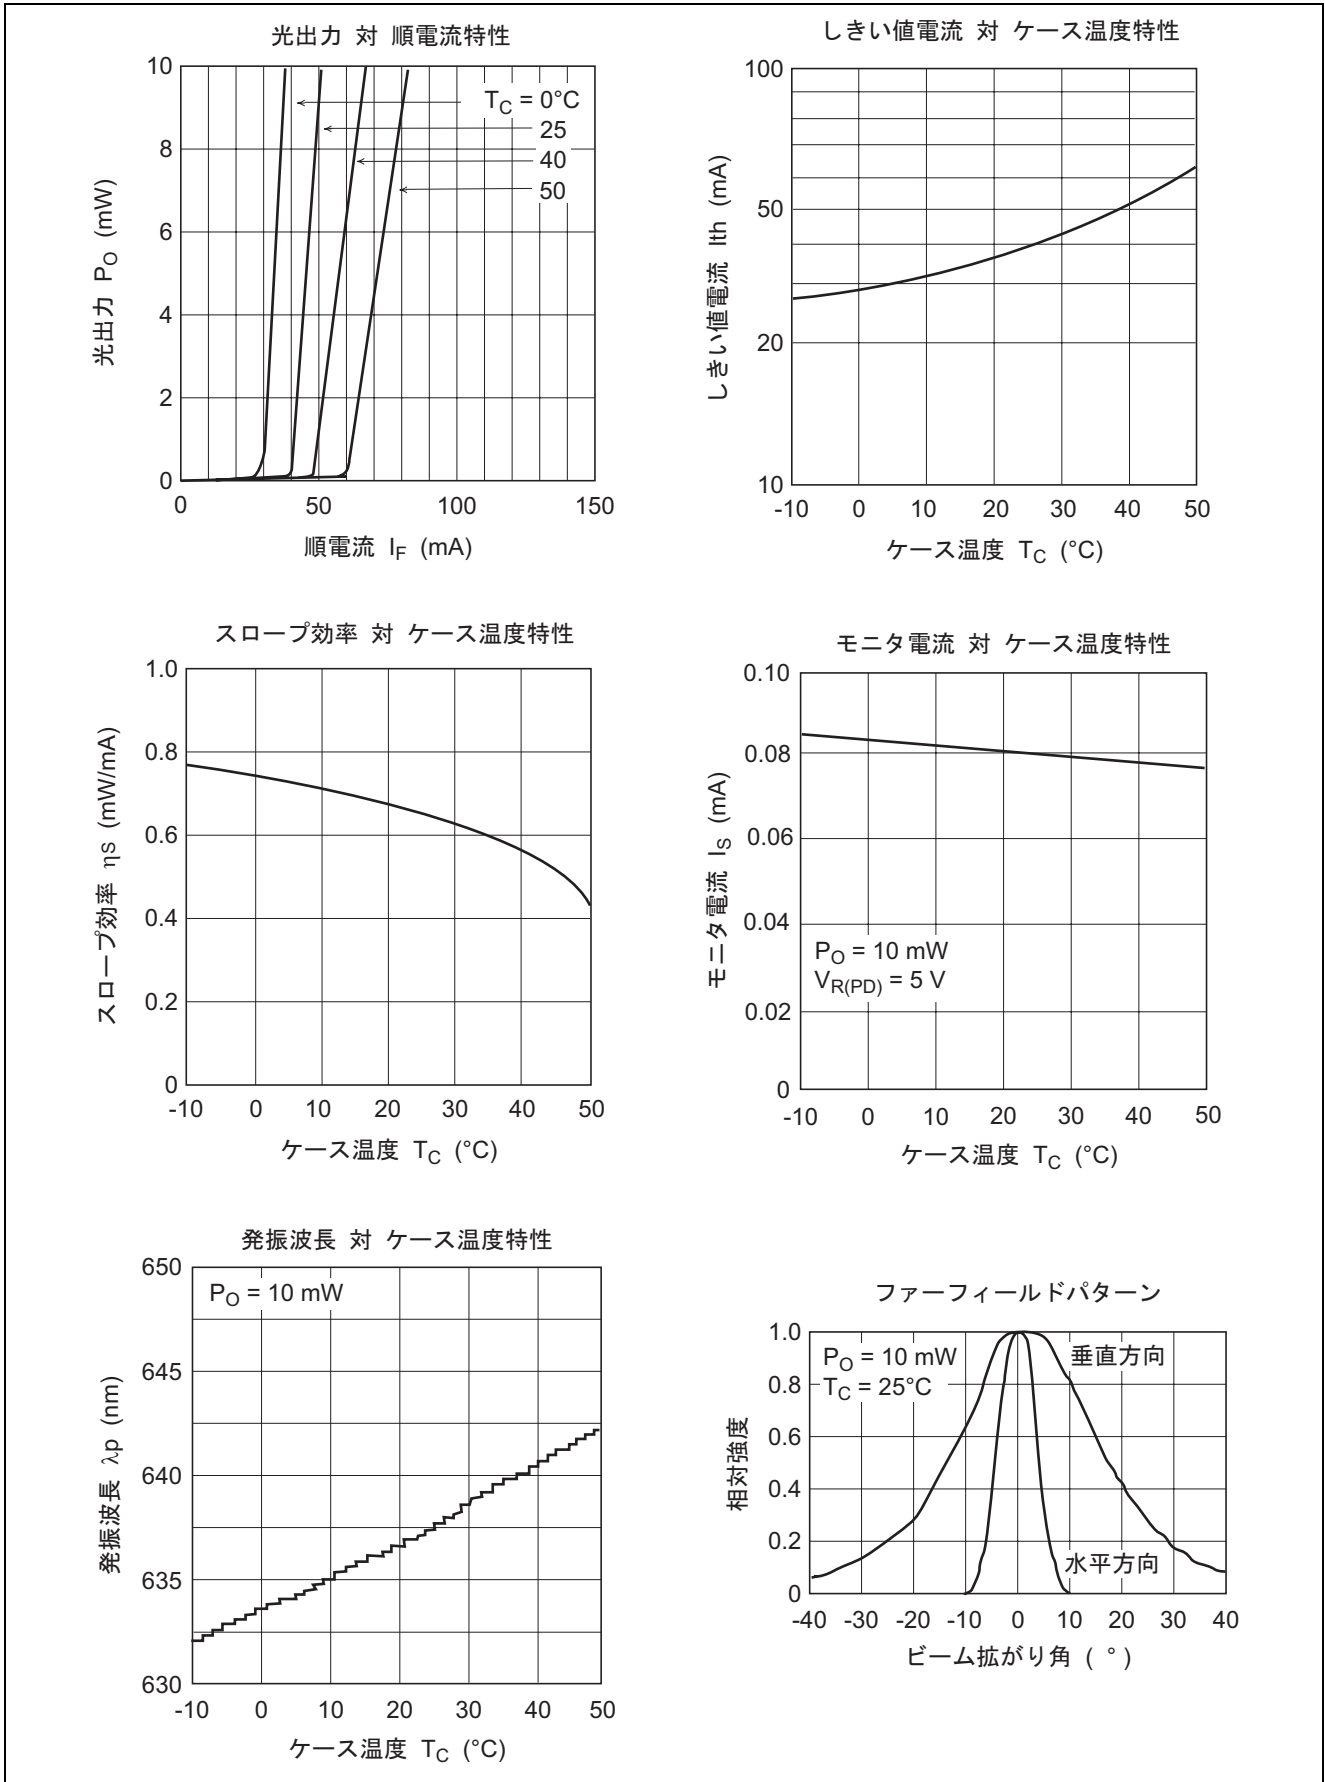 光出力 対 順電流特性
10
8
6
4
2
0
0 50 100 150
T_C = 0°C
25
40
50
光出力 P_O (mW)
順電流 I_F (mA)
しきい値電流 対 ケース温度特性
100
50
20
10
-10 0 10 20 30 40 50
しきい値電流 Ith (mA)
ケース温度 T_C (°C)
スロープ効率 対 ケース温度特性
1.0
0.8
0.6
0.4
0.2
0
-10 0 10 20 30 40 50
スロープ効率 ηs (mW/mA)
ケース温度 T_C (°C)
モニタ電流 対 ケース温度特性
0.10
0.08
0.06
0.04
0.02
0
-10 0 10 20 30 40 50
P_O = 10 mW
V_R(PD) = 5 V
モニタ電流 I_S (mA)
ケース温度 T_C (°C)
発振波長 対 ケース温度特性
650
645
640
635
630
-10 0 10 20 30 40 50
P_O = 10 mW
発振波長 λp (nm)
ケース温度 T_C (°C)
ファーフィールドパターン
1.0
0.8
0.6
0.4
0.2
0
-40 -30 -20 -10 0 10 20 30 40
P_O = 10 mW
T_C = 25°C
垂直方向
水平方向
相対強度
ビーム拡がり角 ( ° )